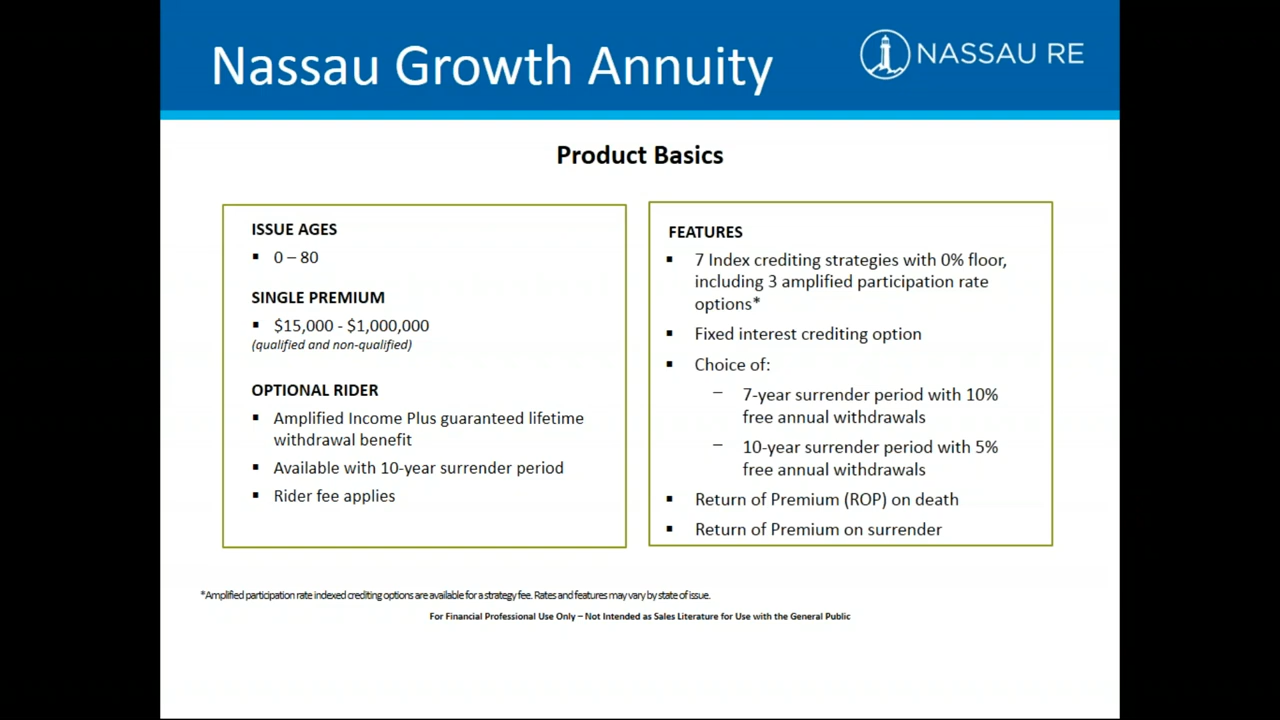 Nassau Growth Annuity
NASSAU RE
Product Basics
ISSUE AGES
▪ 0 – 80
SINGLE PREMIUM
▪ $15,000 - $1,000,000
(qualified and non-qualified)
OPTIONAL RIDER
▪ Amplified Income Plus guaranteed lifetime
withdrawal benefit
▪ Available with 10-year surrender period
▪ Rider fee applies
FEATURES
▪ 7 Index crediting strategies with 0% floor,
including 3 amplified participation rate
options*
▪ Fixed interest crediting option
▪ Choice of:
– 7-year surrender period with 10%
free annual withdrawals
– 10-year surrender period with 5%
free annual withdrawals
▪ Return of Premium (ROP) on death
▪ Return of Premium on surrender
*Amplified participation rate indexed crediting options are available for a strategy fee. Rates and features may vary by state of issue.
For Financial Professional Use Only – Not Intended as Sales Literature for Use with the General Public